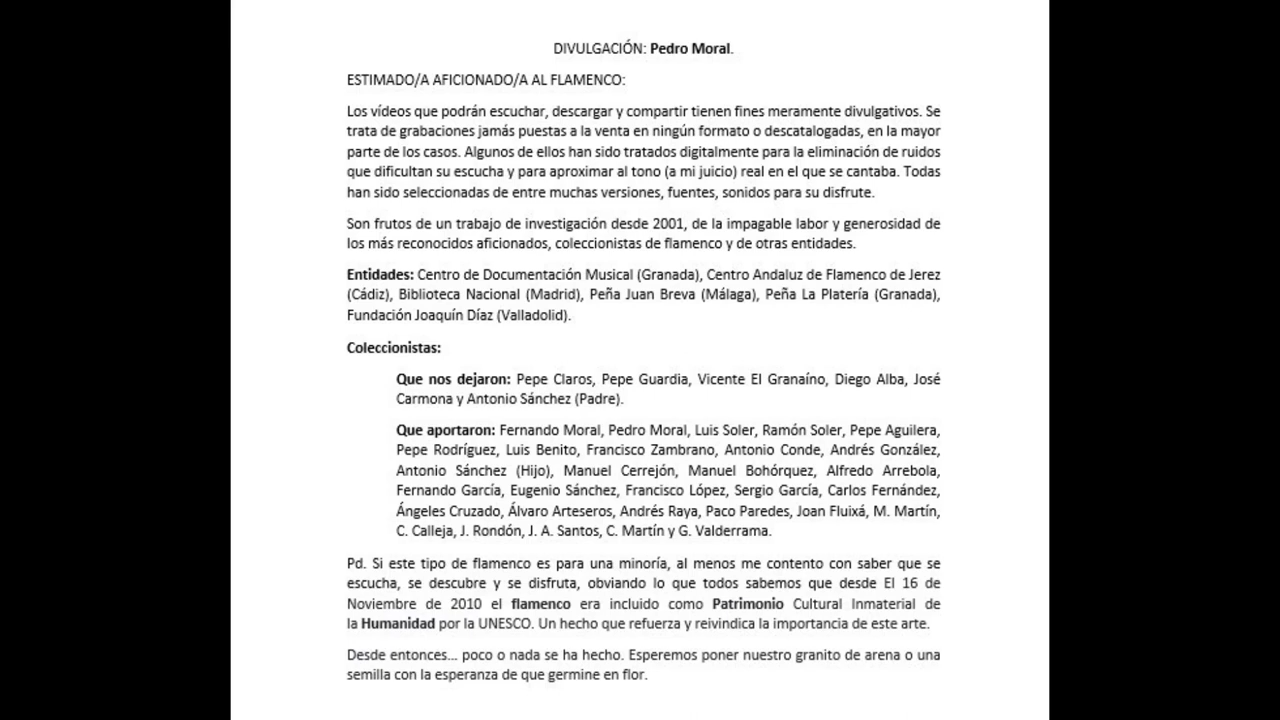 DIVULGACIÓN: Pedro Moral.
ESTIMADO/A AFICIONADO/A AL FLAMENCO:
Los vídeos que podrán escuchar, descargar y compartir tienen fines meramente divulgativos. Se
trata de grabaciones jamás puestas a la venta en ningún formato o descatalogadas, en la mayor
parte de los casos. Algunos de ellos han sido tratados digitalmente para la eliminación de ruidos
que dificultan su escucha y para aproximar al tono (a mi juicio) real en el que se cantaba. Todas
han sido seleccionadas de entre muchas versiones, fuentes, sonidos para su disfrute.
Son frutos de un trabajo de investigación desde 2001, de la impagable labor y generosidad de
los más reconocidos aficionados, coleccionistas de flamenco y de otras entidades.
Entidades: Centro de Documentación Musical (Granada), Centro Andaluz de Flamenco de Jerez
(Cádiz), Biblioteca Nacional (Madrid), Peña Juan Breva (Málaga), Peña La Platería (Granada),
Fundación Joaquín Díaz (Valladolid).
Coleccionistas:
Que nos dejaron: Pepe Claros, Pepe Guardia, Vicente El Granaíno, Diego Alba, José
Carmona y Antonio Sánchez (Padre).
Que aportaron: Fernando Moral, Pedro Moral, Luis Soler, Ramón Soler, Pepe Aguilera,
Pepe Rodríguez, Luis Benito, Francisco Zambrano, Antonio Conde, Andrés González,
Antonio Sánchez (Hijo), Manuel Cerrejón, Manuel Bohórquez, Alfredo Arrebola,
Fernando García, Eugenio Sánchez, Francisco López, Sergio García, Carlos Fernández,
Ángeles Cruzado, Álvaro Arteseros, Andrés Raya, Paco Paredes, Joan Fluixá, M. Martín,
C. Calleja, J. Rondón, J. A. Santos, C. Martín y G. Valderrama.
Pd. Si este tipo de flamenco es para una minoría, al menos me contento con saber que se
escucha, se descubre y se disfruta, obviando lo que todos sabemos que desde El 16 de
Noviembre de 2010 el flamenco era incluido como Patrimonio Cultural Inmaterial de
la Humanidad por la UNESCO. Un hecho que refuerza y reivindica la importancia de este arte.
Desde entonces... poco o nada se ha hecho. Esperemos poner nuestro granito de arena o una
semilla con la esperanza de que germine en flor.